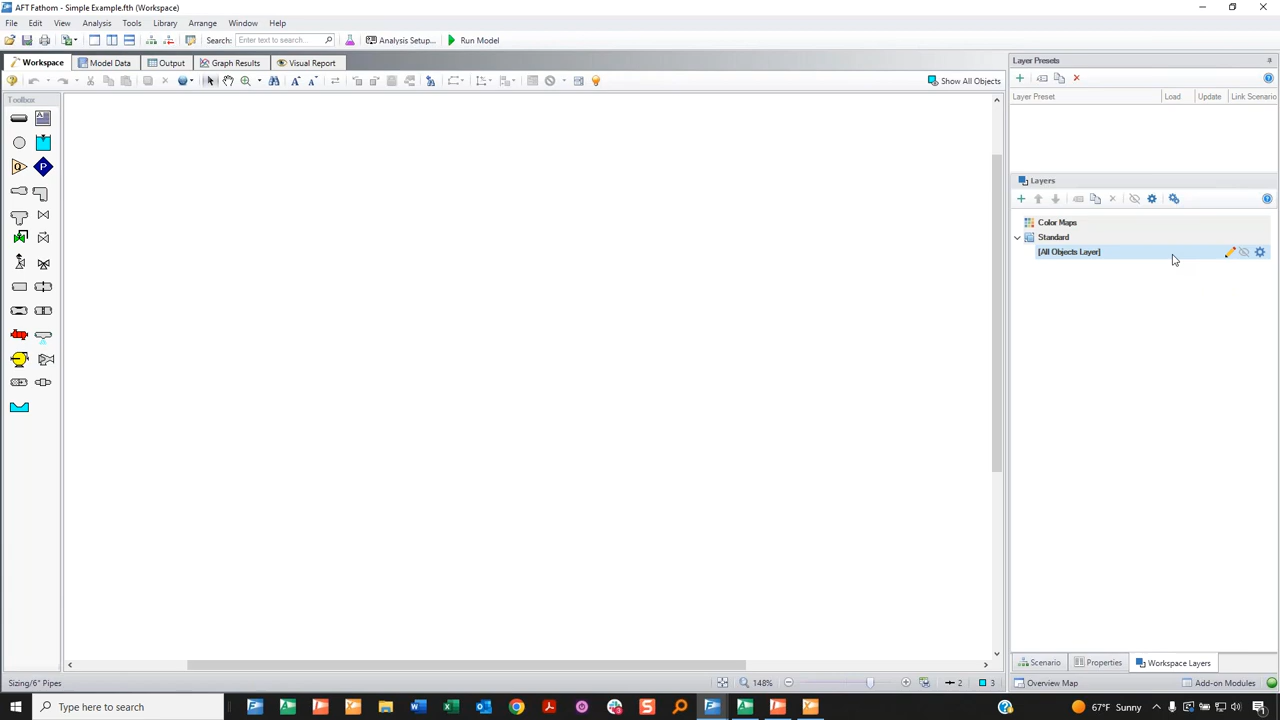 AFT Fathom - Simple Example.fth (Workspace)
File Edit View Analysis Tools Library Arrange Window Help
Search: Enter text to search... Analysis Setup... Run Model
Workspace Model Data Output Graph Results Visual Report
Show All Objects
Toolbox
Layer Presets
Layer Preset Load Update Link Scenario
Layers
Color Maps
Standard
[All Objects Layer]
Scenario Properties Workspace Layers
Sizing/6" Pipes 148% 2 3 Overview Map Add-on Modules
Type here to search 67°F Sunny